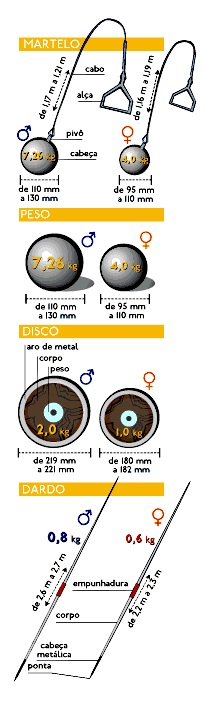 MARTELO
de 1,17 m a 1,21 m
cabo
de 1,16 m a 1,19 m
alça
♂
pivô
♀
7,26 kg
cabeça
4,0 kg
de 110 mm
a 130 mm
de 95 mm
a 110 mm
PESO
♂
♀
7,26 kg
4,0 kg
de 110 mm
a 130 mm
de 95 mm
a 110 mm
DISCO
aro de metal
corpo
peso
♂
♀
2,0 kg
1,0 kg
de 219 mm
a 221 mm
de 180 mm
a 182 mm
DARDO
♂
♀
0,8 kg
0,6 kg
de 2,6 m a 2,7 m
empunhadura
de 2,2 m a 2,3 m
corpo
cabeça
metálica
ponta